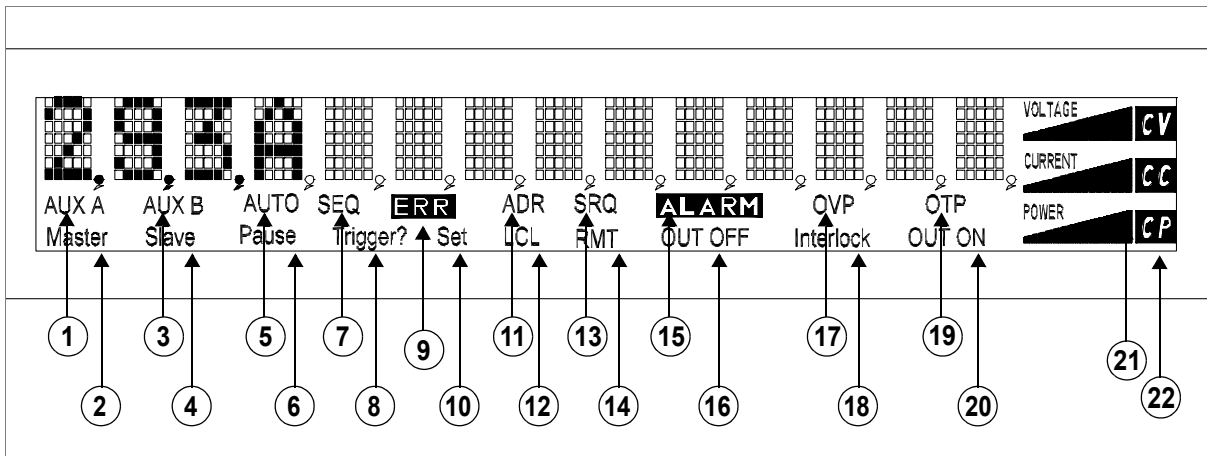 293A
VOLTAGE CV
CURRENT CC
POWER CP
AUX A AUX B AUTO SEQ ERR ADR SRQ ALARM OVP OTP
Master Slave Pause Trigger? Set LCL RMT OUT OFF Interlock OUT ON
1 3 5 7 9 11 13 15 17 19 21
2 4 6 8 10 12 14 16 18 20 22